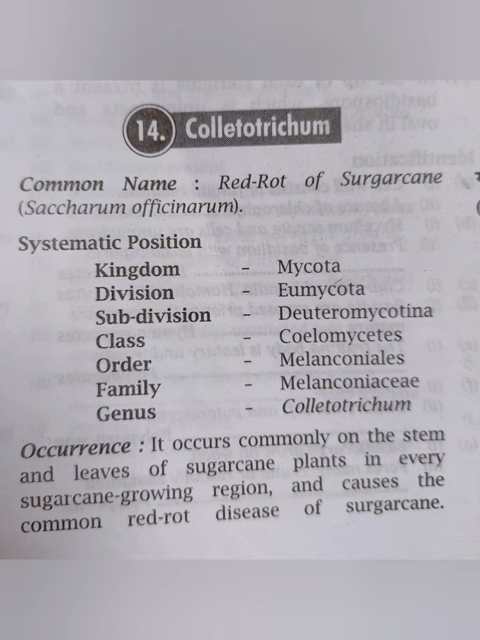 14. Colletotrichum
Common Name : Red-Rot of Surgarcane
(Saccharum officinarum).
Systematic Position
Kingdom – Mycota
Division – Eumycota
Sub-division – Deuteromycotina
Class – Coelomycetes
Order – Melanconiales
Family – Melanconiaceae
Genus – Colletotrichum
Occurrence : It occurs commonly on the stem
and leaves of sugarcane plants in every
sugarcane-growing region, and causes the
common red-rot disease of surgarcane.